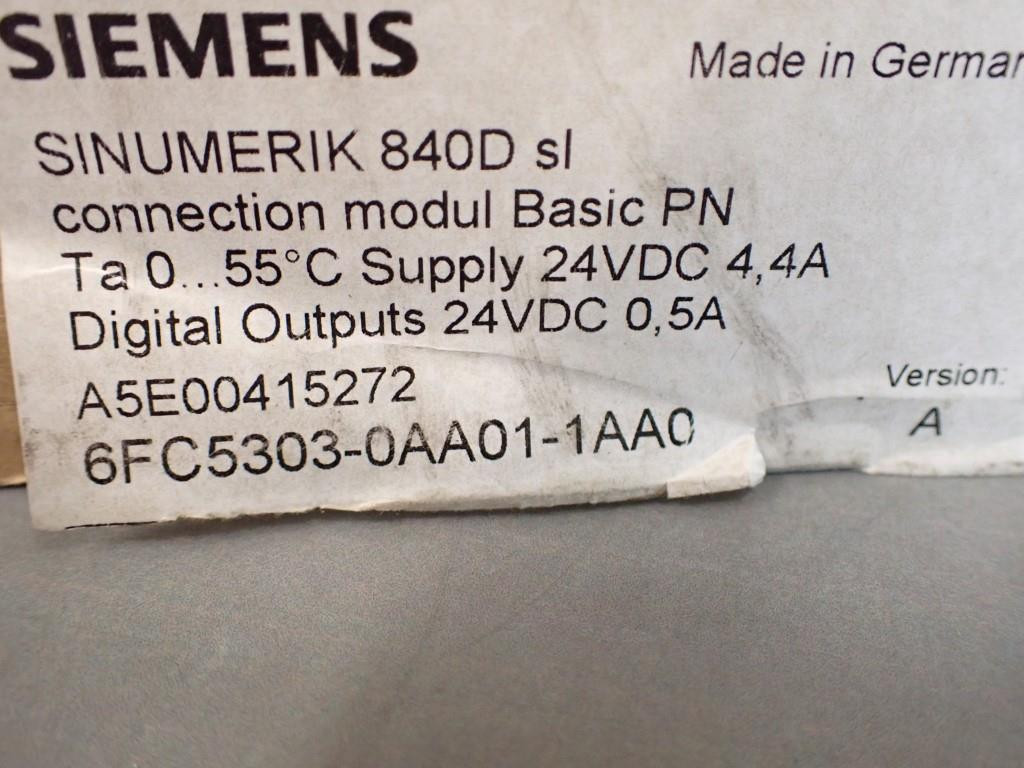 SIEMENS
Made in German
SINUMERIK 840D sl
connection modul Basic PN
Ta 0...55°C Supply 24VDC 4,4A
Digital Outputs 24VDC 0,5A
A5E00415272
Version:
6FC5303-0AA01-1AA0
A